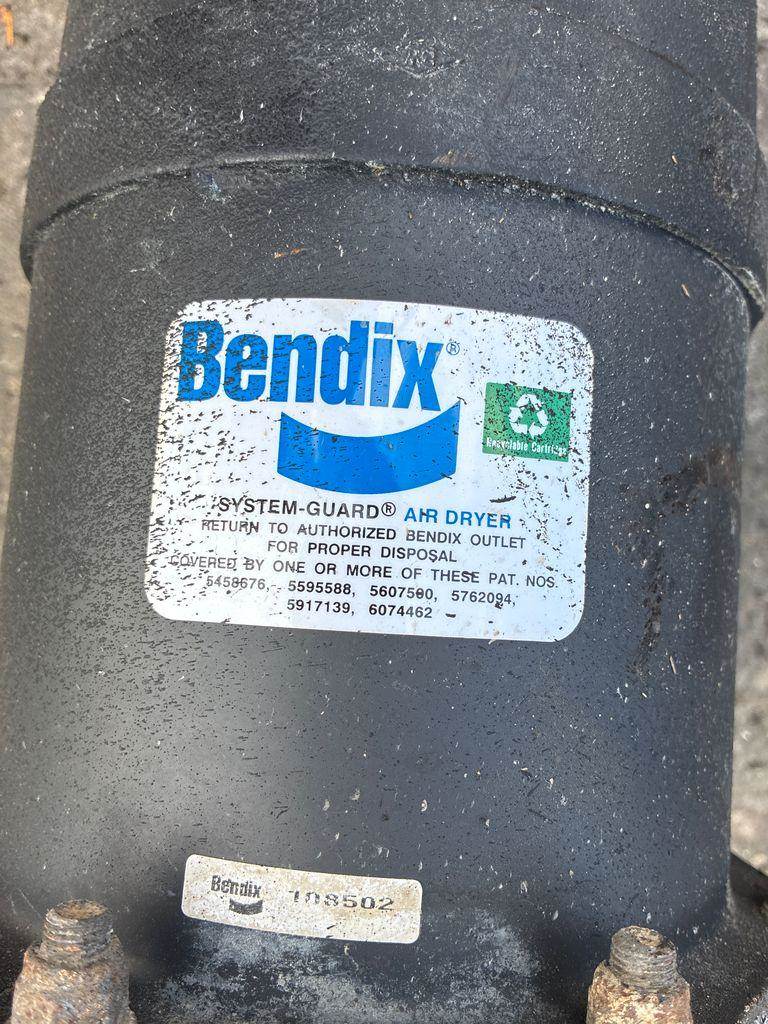 Bendix®
Recyclable Cartridge
SYSTEM-GUARD® AIR DRYER
RETURN TO AUTHORIZED BENDIX OUTLET
FOR PROPER DISPOSAL
COVERED BY ONE OR MORE OF THESE PAT. NOS.
5458676, 5595588, 5607500, 5762094,
5917139, 6074462
Bendix 108502